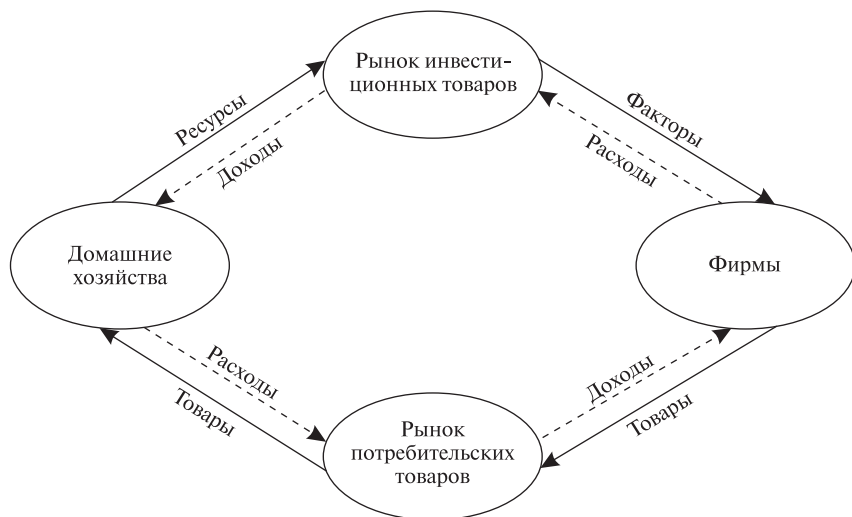 Рынок инвести-
ционных товаров
Ресурсы
Доходы
Факторы
Расходы
Домашние
хозяйства
Фирмы
Расходы
Товары
Доходы
Товары
Рынок
потребительских
товаров